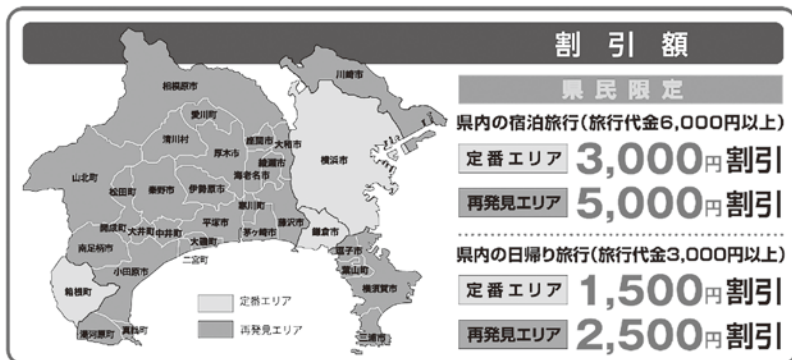 割引額
県民限定
県内の宿泊旅行(旅行代金6,000円以上)
定番エリア 3,000円割引
再発見エリア 5,000円割引
県内の日帰り旅行(旅行代金3,000円以上)
定番エリア 1,500円割引
再発見エリア 2,500円割引
川崎市
相模原市
愛川町
清川村
厚木市
座間市
大和市
綾瀬市
海老名市
横浜市
山北町
松田町
秦野市
伊勢原市
寒川町
藤沢市
鎌倉市
開成町
大井町
中井町
平塚市
茅ヶ崎市
大磯町
二宮町
南足柄市
小田原市
箱根町
湯河原町
真鶴町
逗子市
葉山町
横須賀市
三浦市
定番エリア
再発見エリア